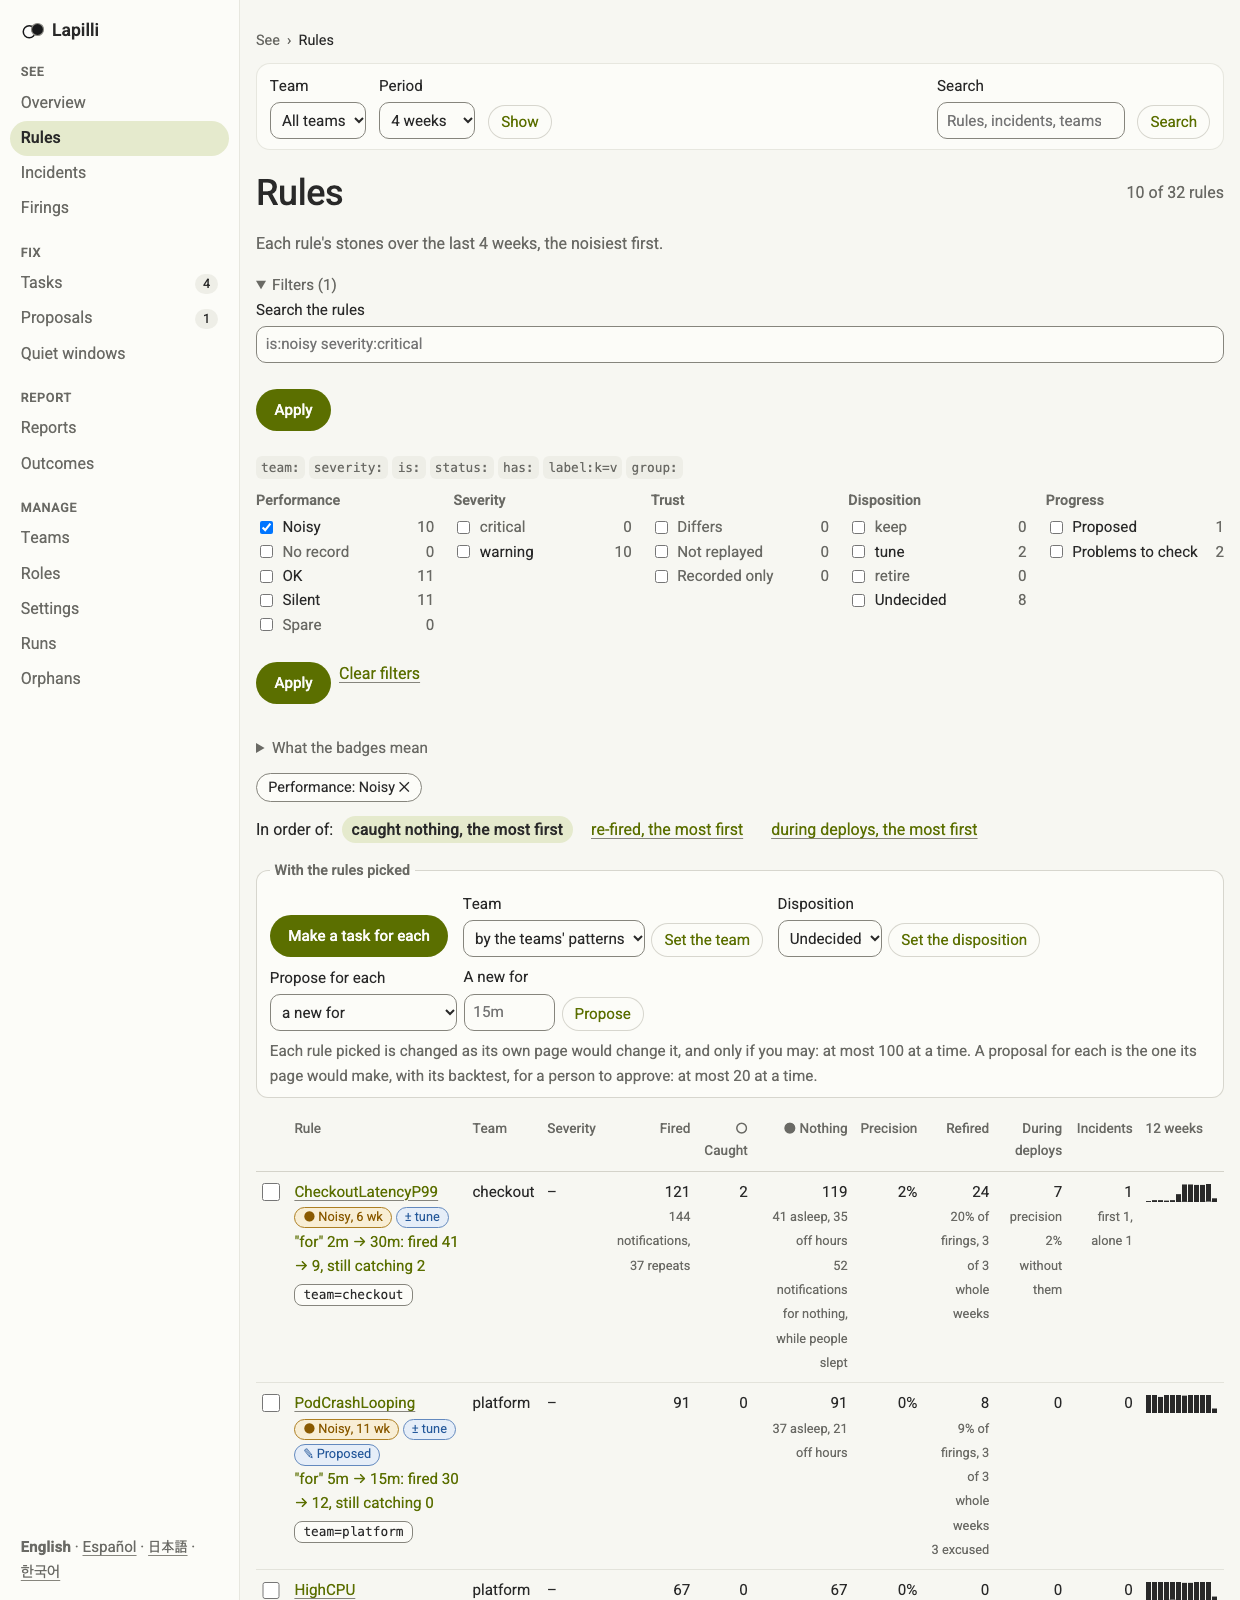 Lapilli
SEE
Overview
Rules
Incidents
Firings
FIX
Tasks 4
Proposals 1
Quiet windows
REPORT
Reports
Outcomes
MANAGE
Teams
Roles
Settings
Runs
Orphans
English · Español · 日本語 ·
한국어
See › Rules
Team Period Search
All teams 4 weeks Show Rules, incidents, teams Search
Rules 10 of 32 rules
Each rule's stones over the last 4 weeks, the noisiest first.
▼ Filters (1)
Search the rules
is:noisy severity:critical
Apply
team: severity: is: status: has: label:k=v group:
Performance Severity Trust Disposition Progress
Noisy 10 critical 0 Differs 0 keep 0 Proposed 1
No record 0 warning 10 Not replayed 0 tune 2 Problems to check 2
OK 11 Recorded only 0 retire 0
Silent 11 Undecided 8
Spare 0
Apply Clear filters
▶ What the badges mean
Performance: Noisy ✕
In order of: caught nothing, the most first re-fired, the most first during deploys, the most first
With the rules picked
Team Disposition
Make a task for each by the teams' patterns Set the team Undecided Set the disposition
Propose for each A new for
a new for 15m Propose
Each rule picked is changed as its own page would change it, and only if you may: at most 100 at a time. A proposal for each is the one its
page would make, with its backtest, for a person to approve: at most 20 at a time.
Rule Team Severity Fired ○ ● Nothing Precision Refired During Incidents 12 weeks
Caught deploys
CheckoutLatencyP99 checkout – 121 2 119 2% 24 7 1
● Noisy, 6 wk ± tune 144 41 asleep, 35 20% of precision first 1,
"for" 2m → 30m: fired 41 notifications, off hours firings, 3 2% alone 1
→ 9, still catching 2 37 repeats 52 of 3 without
team=checkout notifications whole them
for nothing, weeks
while people
slept
PodCrashLooping platform – 91 0 91 0% 8 0 0
● Noisy, 11 wk ± tune 37 asleep, 21 9% of
✎ Proposed off hours firings, 3
"for" 5m → 15m: fired 30 of 3
→ 12, still catching 0 whole
team=platform weeks
3 excused
HighCPU platform – 67 0 67 0% 0 0 0